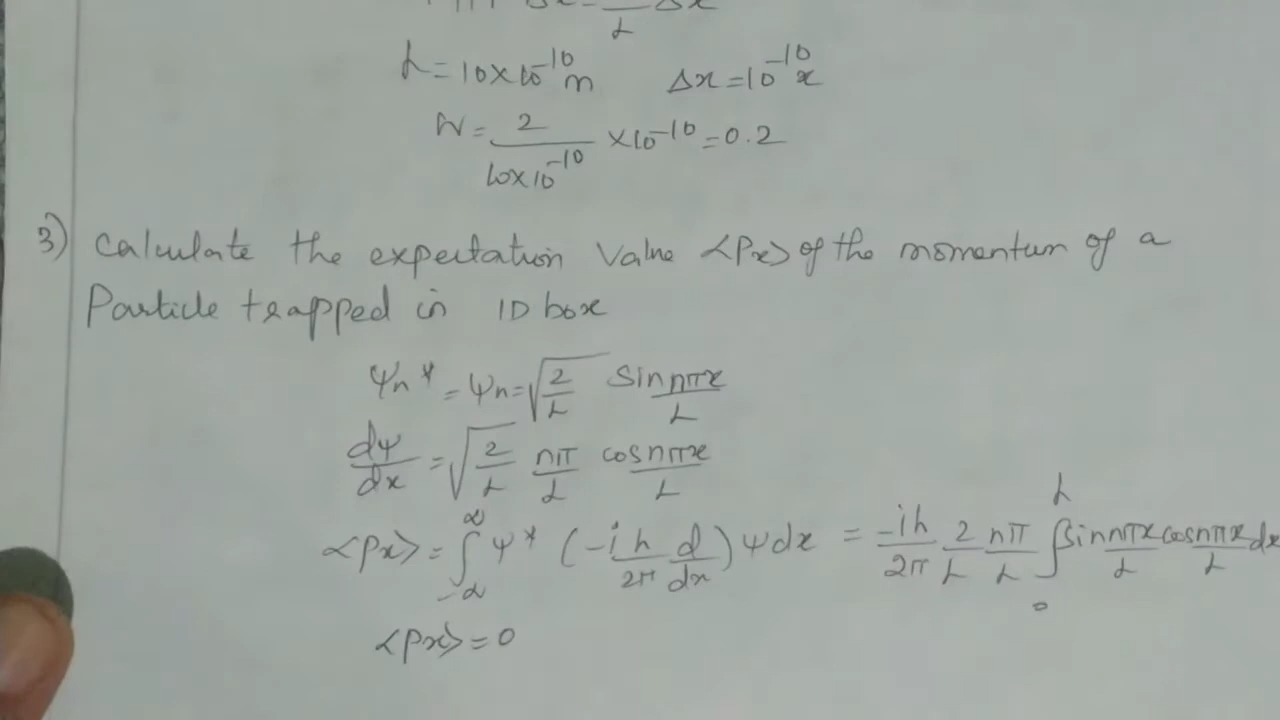 L
L = 10×10^-10 m    Δx = 10^-10 x
W = 2/(10×10^-10) ×10^-10 = 0.2
3) Calculate the expectation Value <Px> of the momentum of a
Particle trapped in 1D box
ψn* = ψn = √(2/L) Sin nπx/L
dψ/dx = √(2/L) nπ/L cos nπx/L
<Px> = ∫_{-∞}^{∞} ψ* (-i h/2π d/dx) ψ dx = -ih/2π 2/L nπ/L ∫_0^L Sin nπx/L cos nπx/L dx
<Px> = 0